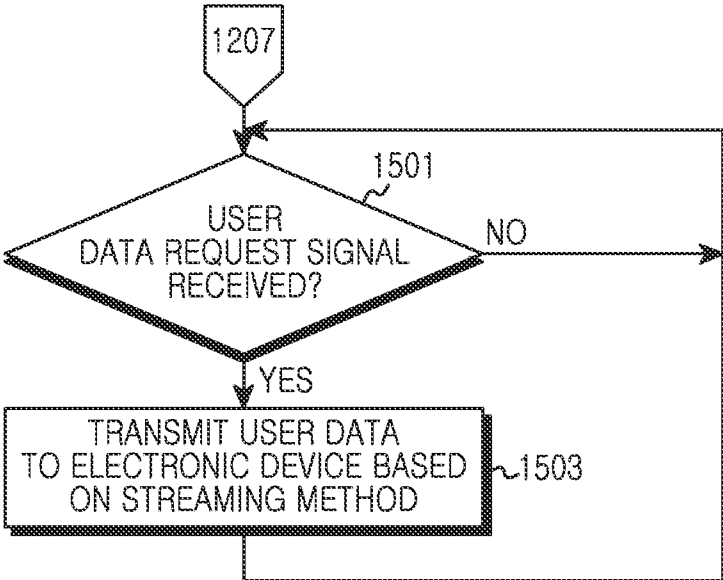 1207
1501
USER
DATA REQUEST SIGNAL
RECEIVED?
NO
YES
TRANSMIT USER DATA
TO ELECTRONIC DEVICE BASED
ON STREAMING METHOD
1503